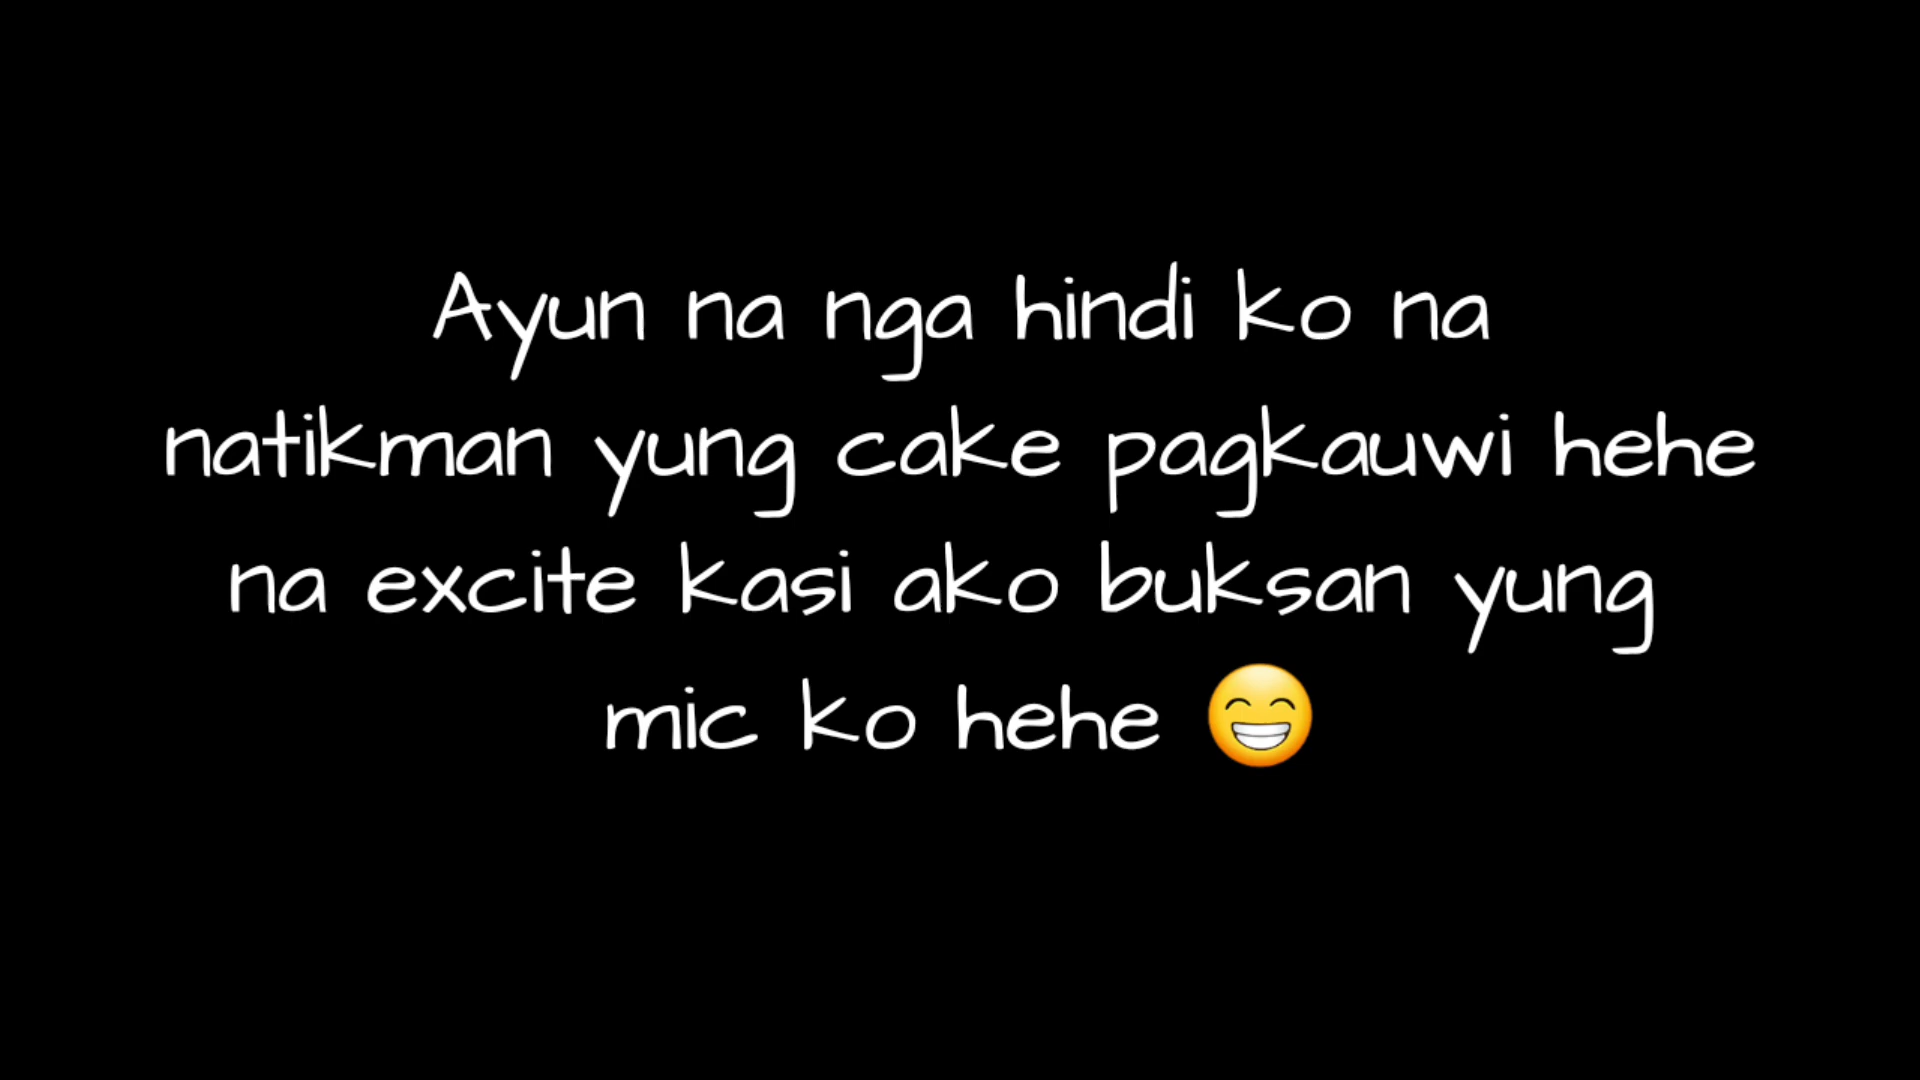 Ayun na nga hindi ko na
natikman yung cake pagkauwi hehe
na excite kasi ako buksan yung
mic ko hehe 😁